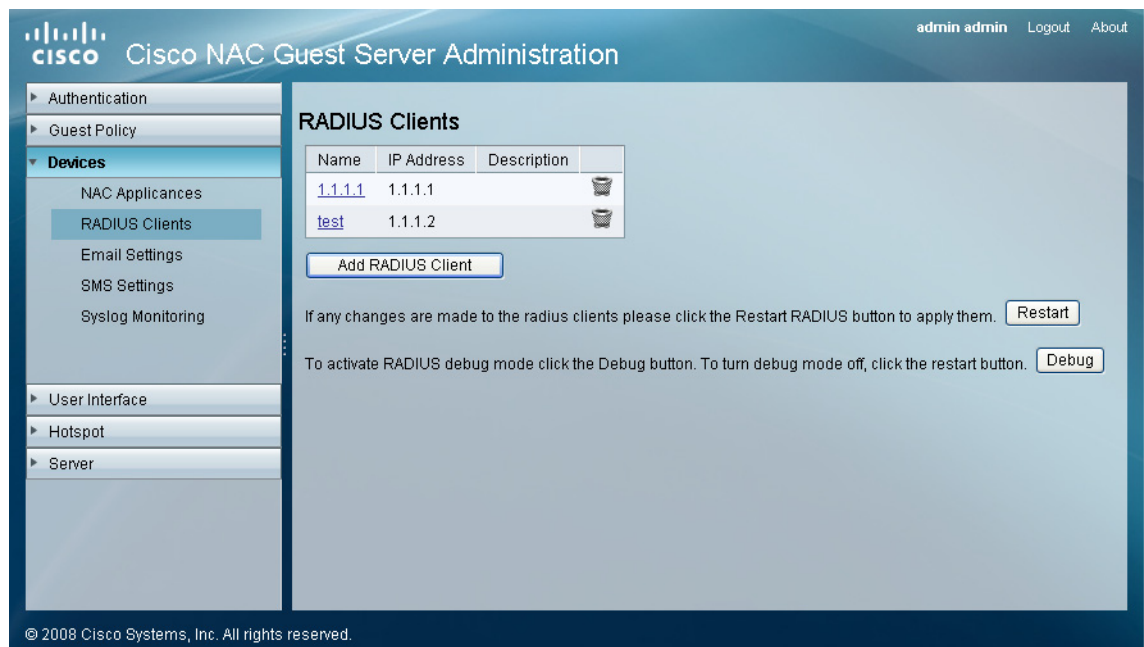 admin admin Logout About
CISCO Cisco NAC Guest Server Administration
Authentication
Guest Policy
Devices
NAC Applicances
RADIUS Clients
Email Settings
SMS Settings
Syslog Monitoring
User Interface
Hotspot
Server
RADIUS Clients
Name IP Address Description
1.1.1.1 1.1.1.1
test 1.1.1.2
Add RADIUS Client
If any changes are made to the radius clients please click the Restart RADIUS button to apply them. Restart
To activate RADIUS debug mode click the Debug button. To turn debug mode off, click the restart button. Debug
© 2008 Cisco Systems, Inc. All rights reserved.